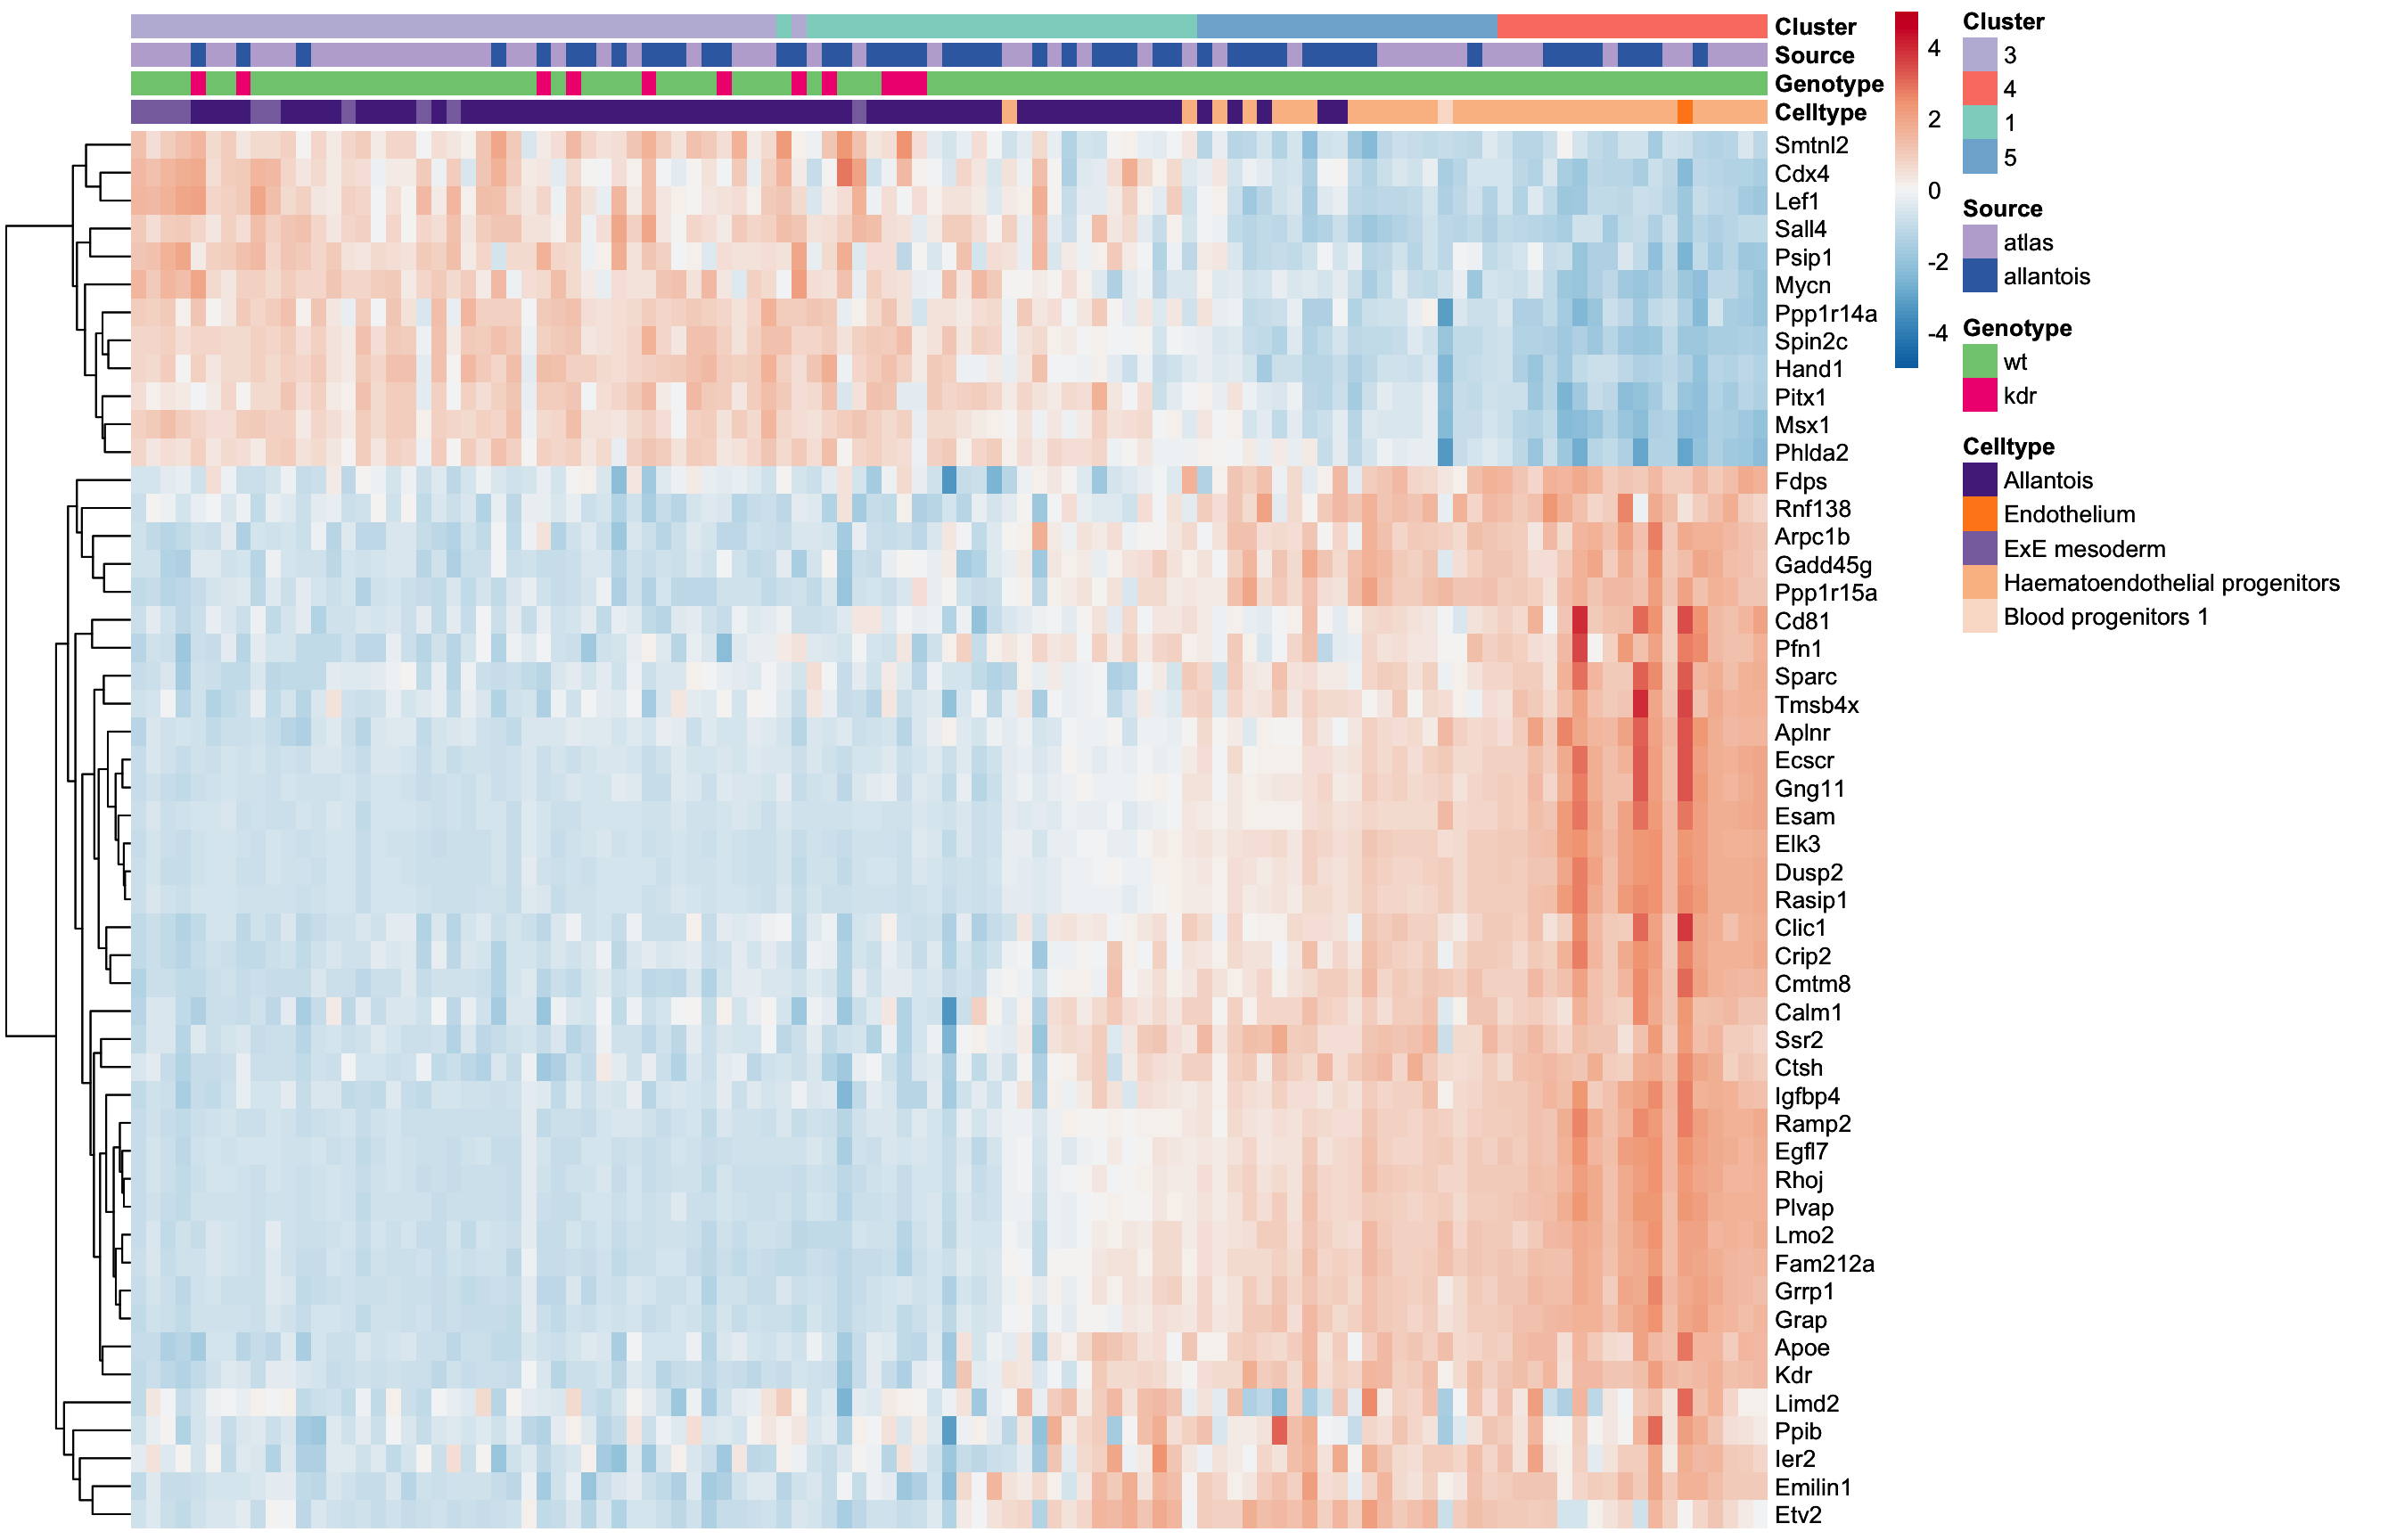 Cluster
Source
Genotype
Celltype
Smtnl2
Cdx4
Lef1
Sall4
Psip1
Mycn
Ppp1r14a
Spin2c
Hand1
Pitx1
Msx1
Phlda2
Fdps
Rnf138
Arpc1b
Gadd45g
Ppp1r15a
Cd81
Pfn1
Sparc
Tmsb4x
Aplnr
Ecscr
Gng11
Esam
Elk3
Dusp2
Rasip1
Clic1
Crip2
Cmtm8
Calm1
Ssr2
Ctsh
Igfbp4
Ramp2
Egfl7
Rhoj
Plvap
Lmo2
Fam212a
Grrp1
Grap
Apoe
Kdr
Limd2
Ppib
Ier2
Emilin1
Etv2
4
2
0
-2
-4
Cluster
3
4
1
5
Source
atlas
allantois
Genotype
wt
kdr
Celltype
Allantois
Endothelium
ExE mesoderm
Haematoendothelial progenitors
Blood progenitors 1